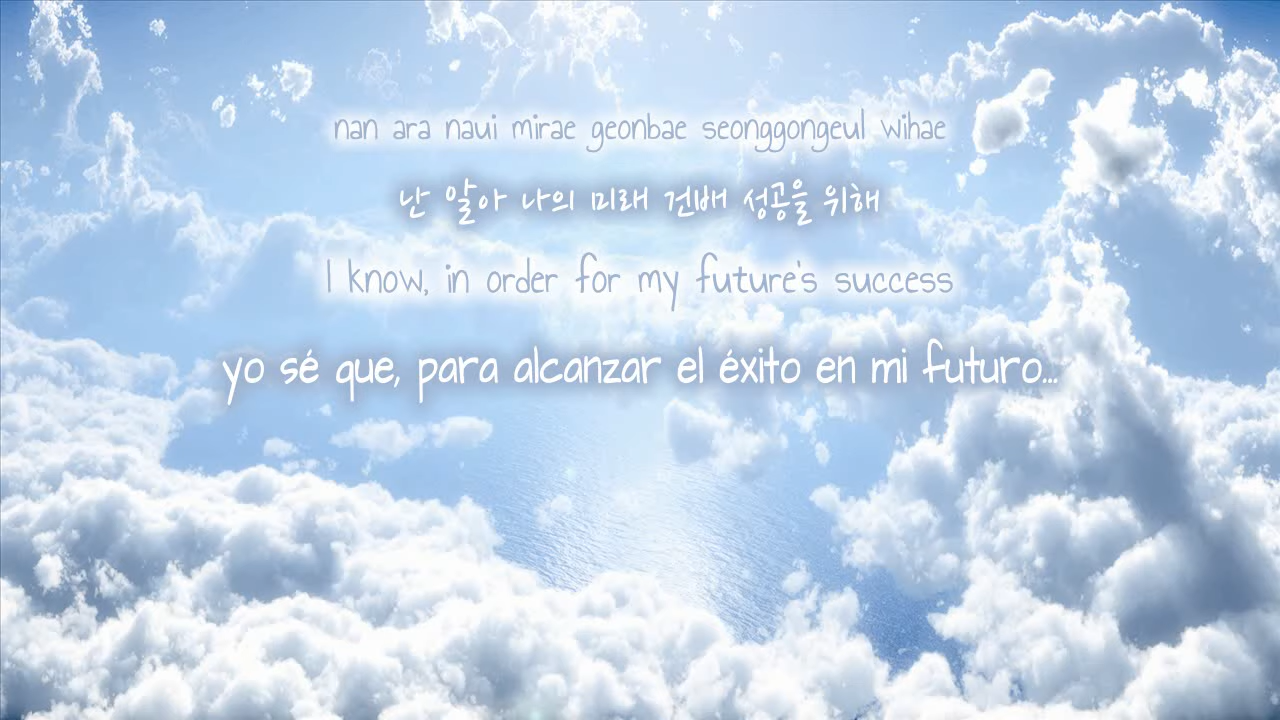 nan ara naui mirae geonbae seonggongeul wihae
난 알아 나의 미래 건배 성공을 위해
I know, in order for my future's success
yo sé que, para alcanzar el éxito en mi futuro...